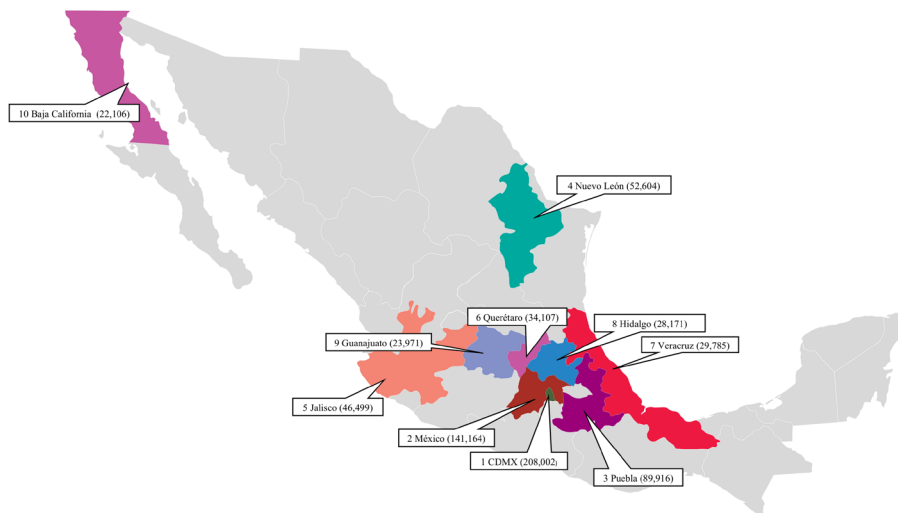 10 Baja California (22,106)
4 Nuevo León (52,604)
6 Querétaro (34,107)
8 Hidalgo (28,171)
9 Guanajuato (23,971)
7 Veracruz (29,785)
5 Jalisco (46,499)
2 México (141,164)
1 CDMX (208,002)
3 Puebla (89,916)